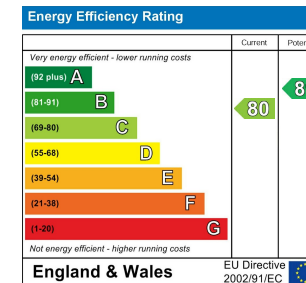 Energy Efficiency Rating
Current
Very energy efficient - lower running costs
(92 plus) A
(81-91) B
(69-80) C
(55-68) D
(39-54) E
(21-38) F
(1-20) G
80
Not energy efficient - higher running costs
England & Wales
EU Directive
2002/91/EC